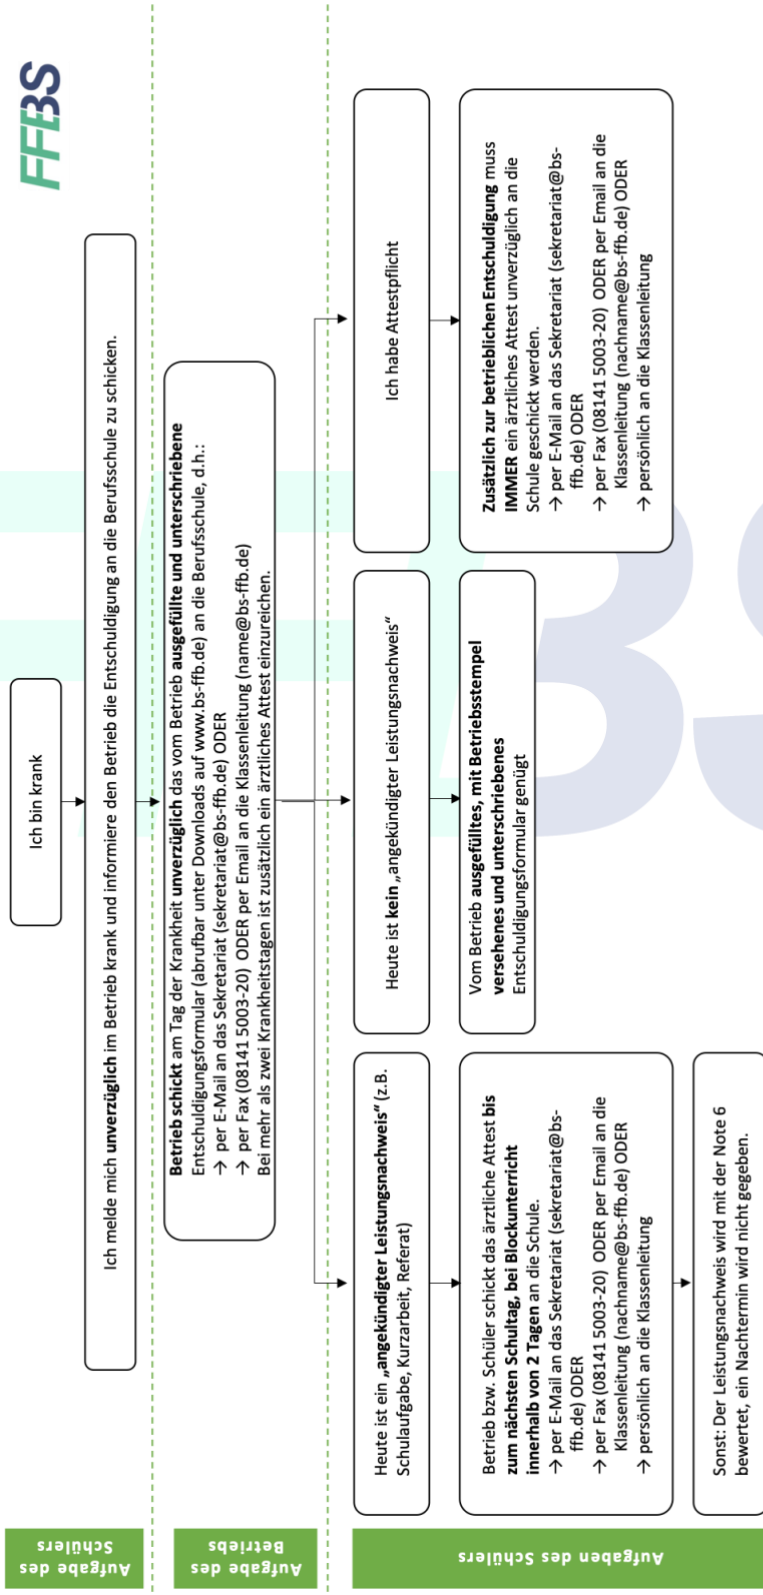 FFBS
Aufgabe des
Schülers
Ich bin krank
Ich melde mich unverzüglich im Betrieb krank und informiere den Betrieb die Entschuldigung an die Berufsschule zu schicken.
Aufgabe des
Betriebs
Betrieb schickt am Tag der Krankheit unverzüglich das vom Betrieb ausgefüllte und unterschriebene
Entschuldigungsformular (abrufbar unter Downloads auf www.bs-ffb.de) an die Berufsschule, d.h.:
→ per E-Mail an das Sekretariat (sekretariat@bs-ffb.de) ODER
→ per Fax (08141 5003-20) ODER per Email an die Klassenleitung (name@bs-ffb.de)
Bei mehr als zwei Krankheitstagen ist zusätzlich ein ärztliches Attest einzureichen.
Aufgaben des Schülers
Heute ist ein „angekündigter Leistungsnachweis“ (z.B.
Schulaufgabe, Kurzarbeit, Referat)
Betrieb bzw. Schüler schickt das ärztliche Attest bis
zum nächsten Schultag, bei Blockunterricht
innerhalb von 2 Tagen an die Schule.
→ per E-Mail an das Sekretariat (sekretariat@bs-
ffb.de) ODER
→ per Fax (08141 5003-20) ODER per Email an die
Klassenleitung (nachname@bs-ffb.de) ODER
→ persönlich an die Klassenleitung
Sonst: Der Leistungsnachweis wird mit der Note 6
bewertet, ein Nachtermin wird nicht gegeben.
Heute ist kein „angekündigter Leistungsnachweis“
Vom Betrieb ausgefülltes, mit Betriebsstempel
versehenes und unterschriebenes
Entschuldigungsformular genügt
Ich habe Attestpflicht
Zusätzlich zur betrieblichen Entschuldigung muss
IMMER ein ärztliches Attest unverzüglich an die
Schule geschickt werden.
→ per E-Mail an das Sekretariat (sekretariat@bs-
ffb.de) ODER
→ per Fax (08141 5003-20) ODER per Email an die
Klassenleitung (nachname@bs-ffb.de) ODER
→ persönlich an die Klassenleitung